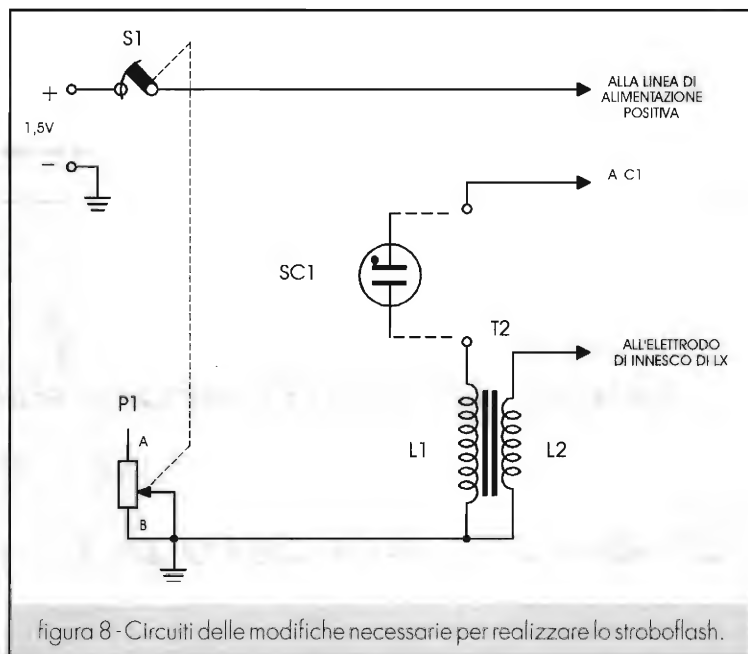 S1
+
1,5V
−
ALLA LINEA DI
ALIMENTAZIONE
POSITIVA
A C1
SC1
T2
ALL'ELETTRODO
DI INNESCO DI LX
P1
A
L1
L2
B
figura 8 - Circuiti delle modifiche necessarie per realizzare lo stroboflash.